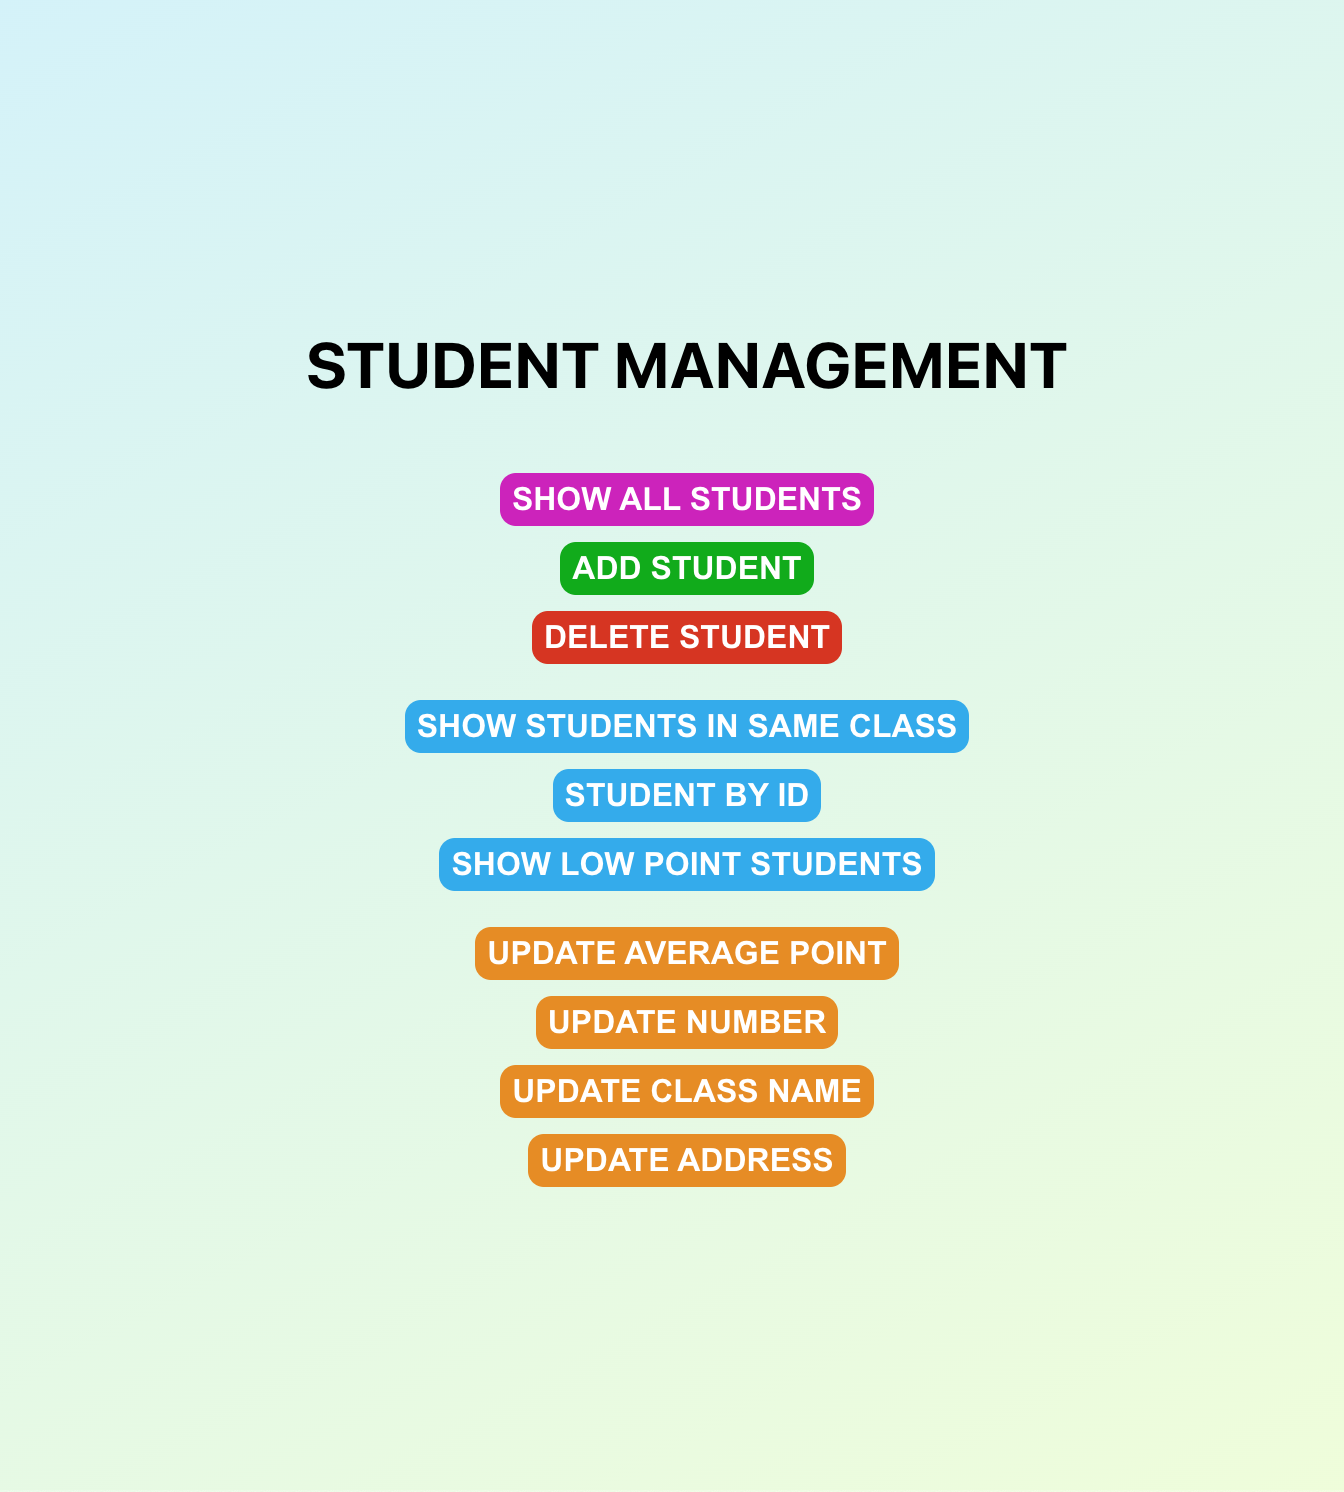 STUDENT MANAGEMENT
SHOW ALL STUDENTS
ADD STUDENT
DELETE STUDENT
SHOW STUDENTS IN SAME CLASS
STUDENT BY ID
SHOW LOW POINT STUDENTS
UPDATE AVERAGE POINT
UPDATE NUMBER
UPDATE CLASS NAME
UPDATE ADDRESS